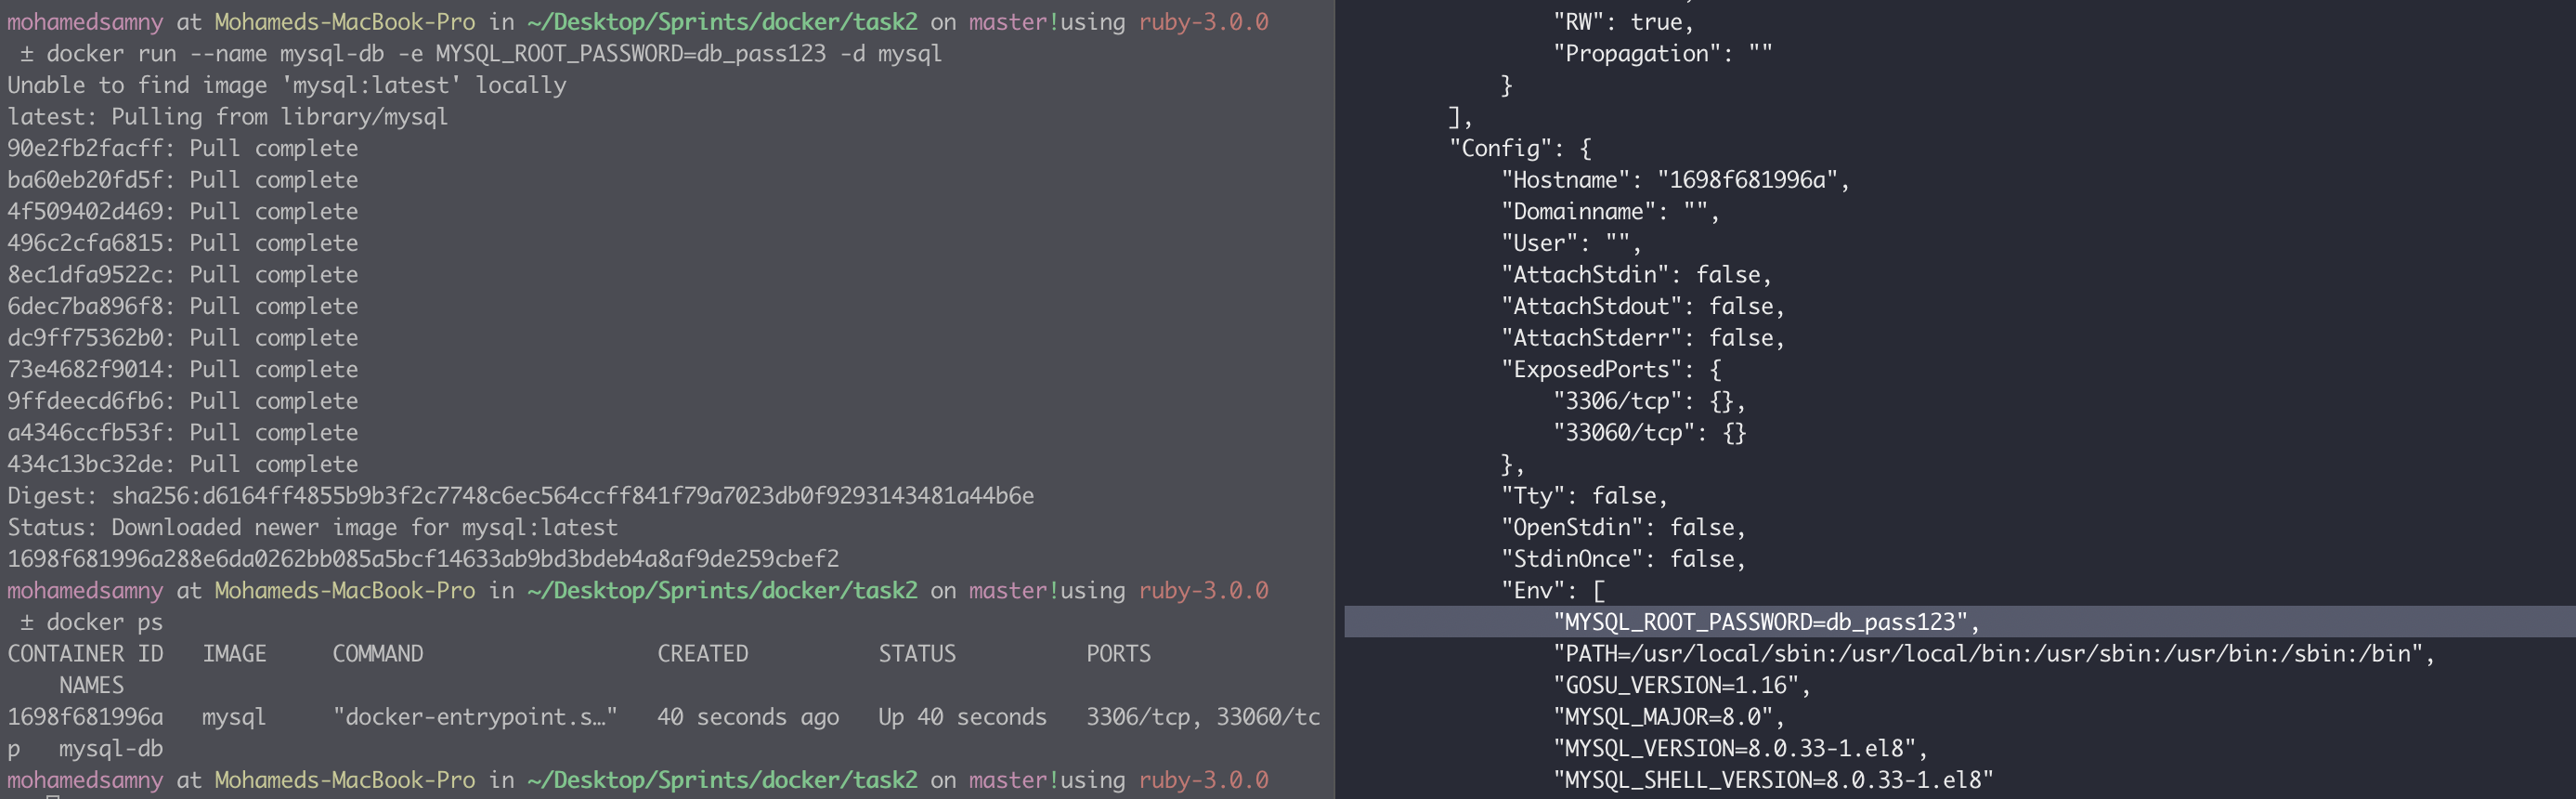 mohamedsamny at Mohameds-MacBook-Pro in ~/Desktop/Sprints/docker/task2 on master!using ruby-3.0.0
± docker run --name mysql-db -e MYSQL_ROOT_PASSWORD=db_pass123 -d mysql
Unable to find image 'mysql:latest' locally
latest: Pulling from library/mysql
90e2fb2facff: Pull complete
ba60eb20fd5f: Pull complete
4f509402d469: Pull complete
496c2cfa6815: Pull complete
8ec1dfa9522c: Pull complete
6dec7ba896f8: Pull complete
dc9ff75362b0: Pull complete
73e4682f9014: Pull complete
9ffdeecd6fb6: Pull complete
a4346ccfb53f: Pull complete
434c13bc32de: Pull complete
Digest: sha256:d6164ff4855b9b3f2c7748c6ec564ccff841f79a7023db0f9293143481a44b6e
Status: Downloaded newer image for mysql:latest
1698f681996a288e6da0262bb085a5bcf14633ab9bd3bdeb4a8af9de259cbef2
mohamedsamny at Mohameds-MacBook-Pro in ~/Desktop/Sprints/docker/task2 on master!using ruby-3.0.0
± docker ps
CONTAINER ID   IMAGE     COMMAND                  CREATED          STATUS          PORTS
    NAMES
1698f681996a   mysql     "docker-entrypoint.s…"   40 seconds ago   Up 40 seconds   3306/tcp, 33060/tc
p   mysql-db
mohamedsamny at Mohameds-MacBook-Pro in ~/Desktop/Sprints/docker/task2 on master!using ruby-3.0.0
"RW": true,
"Propagation": ""
}
],
"Config": {
"Hostname": "1698f681996a",
"Domainname": "",
"User": "",
"AttachStdin": false,
"AttachStdout": false,
"AttachStderr": false,
"ExposedPorts": {
"3306/tcp": {},
"33060/tcp": {}
},
"Tty": false,
"OpenStdin": false,
"StdinOnce": false,
"Env": [
"MYSQL_ROOT_PASSWORD=db_pass123",
"PATH=/usr/local/sbin:/usr/local/bin:/usr/sbin:/usr/bin:/sbin:/bin",
"GOSU_VERSION=1.16",
"MYSQL_MAJOR=8.0",
"MYSQL_VERSION=8.0.33-1.el8",
"MYSQL_SHELL_VERSION=8.0.33-1.el8"